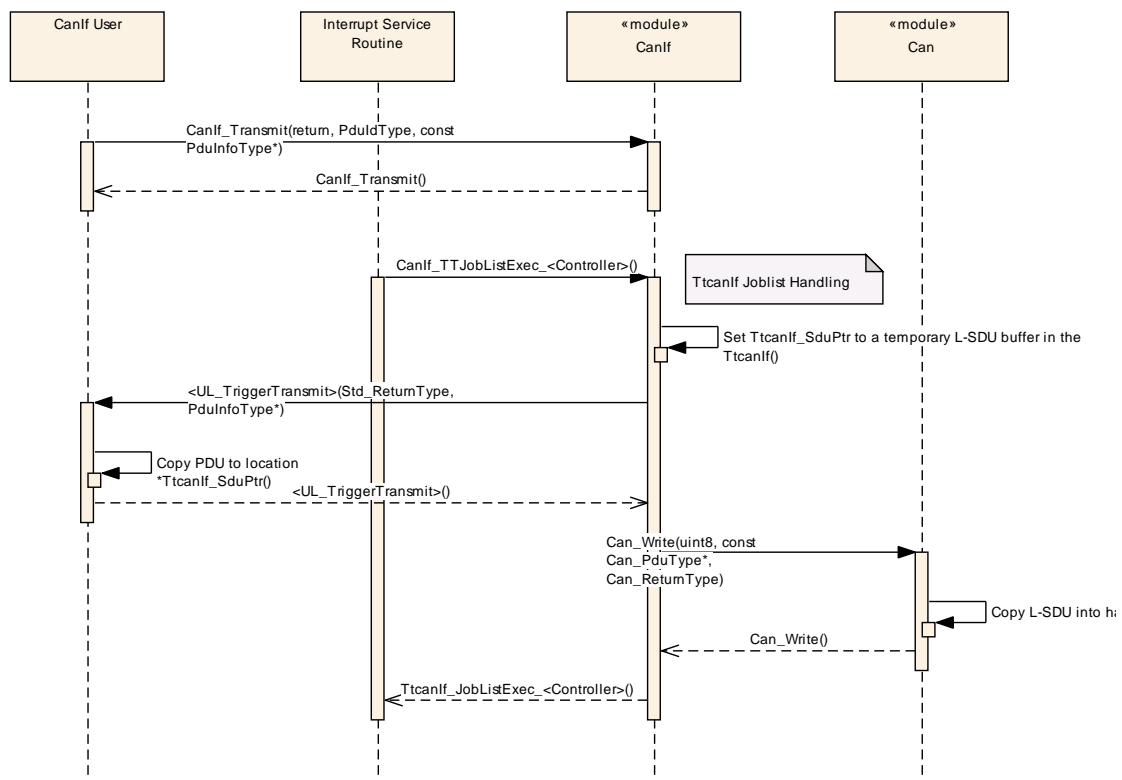 CanIf User
Interrupt Service
Routine
«module»
CanIf
«module»
Can
CanIf_Transmit(return, PduIdType, const
PduInfoType*)
CanIf_Transmit()
CanIf_TTJobListExec_<Controller>()
TtcanIf Joblist Handling
Set TtcanIf_SduPtr to a temporary L-SDU buffer in the
TtcanIf()
<UL_TriggerTransmit>(Std_ReturnType,
PduInfoType*)
Copy PDU to location
*TtcanIf_SduPtr()
<UL_TriggerTransmit>()
Can_Write(uint8, const
Can_PduType*,
Can_ReturnType)
Copy L-SDU into
Can_Write()
TtcanIf_JobListExec_<Controller>()